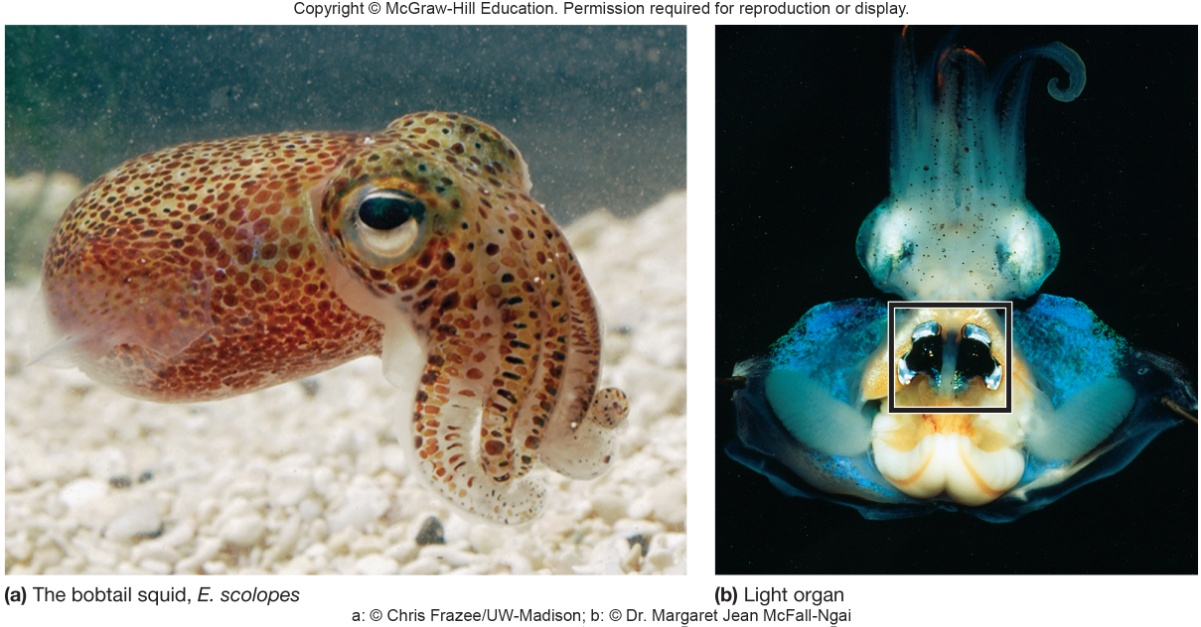 Copyright © McGraw-Hill Education. Permission required for reproduction or display.
(a) The bobtail squid, E. scolopes
(b) Light organ
a: © Chris Frazee/UW-Madison; b: © Dr. Margaret Jean McFall-Ngai